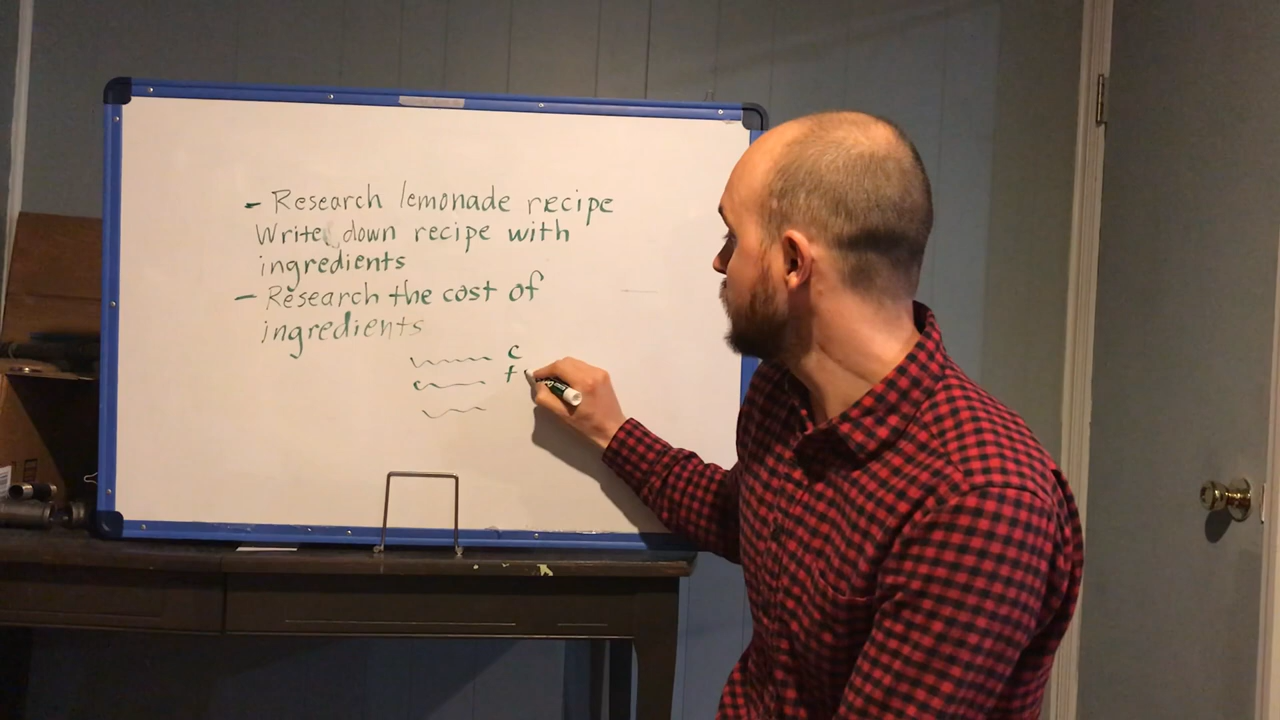 - Research lemonade recipe
Write down recipe with
ingredients
- Research the cost of
ingredients
c
f